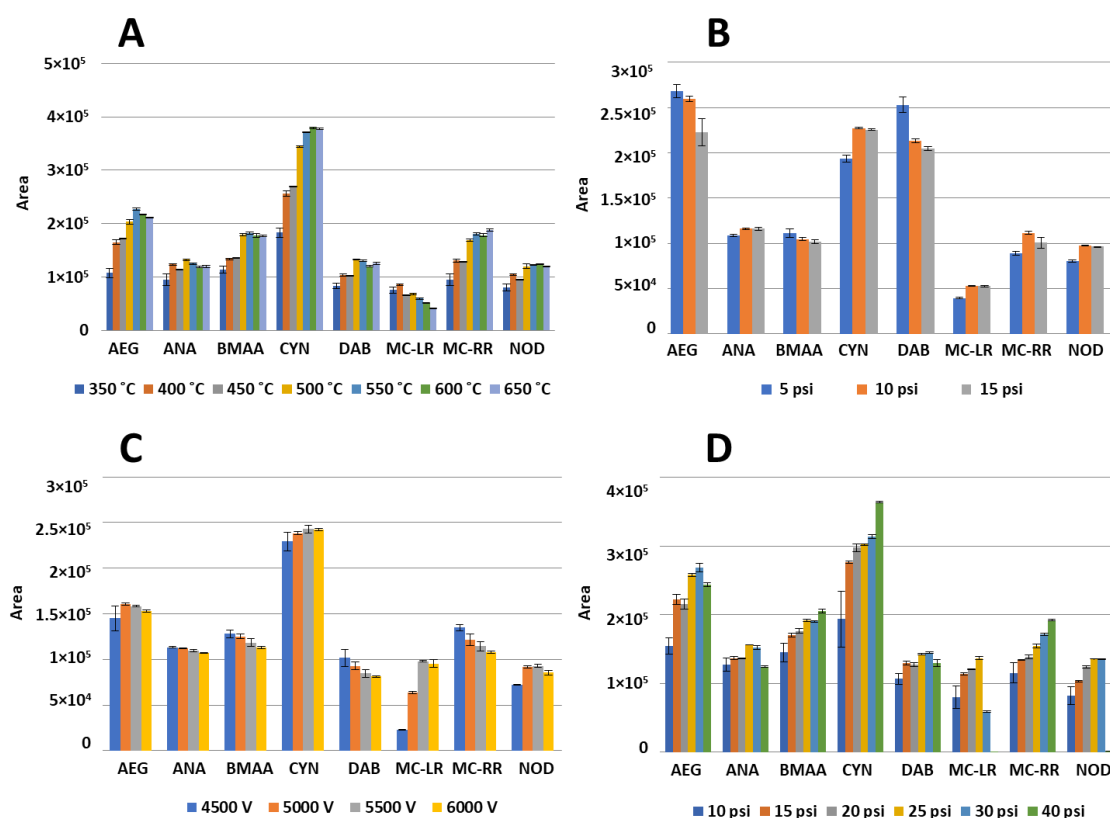 A
5×10⁵
4×10⁵
3×10⁵
2×10⁵
1×10⁵
0
Area
AEG ANA BMAA CYN DAB MC-LR MC-RR NOD
350 ˚C 400 ˚C 450 ˚C 500 ˚C 550 ˚C 600 ˚C 650 ˚C
B
3×10⁵
2.5×10⁵
2×10⁵
1.5×10⁵
1×10⁵
5×10⁴
0
Area
AEG ANA BMAA CYN DAB MC-LR MC-RR NOD
5 psi 10 psi 15 psi
C
3×10⁵
2.5×10⁵
2×10⁵
1.5×10⁵
1×10⁵
5×10⁴
0
Area
AEG ANA BMAA CYN DAB MC-LR MC-RR NOD
4500 V 5000 V 5500 V 6000 V
D
4×10⁵
3×10⁵
2×10⁵
1×10⁵
0
Area
AEG ANA BMAA CYN DAB MC-LR MC-RR NOD
10 psi 15 psi 20 psi 25 psi 30 psi 40 psi